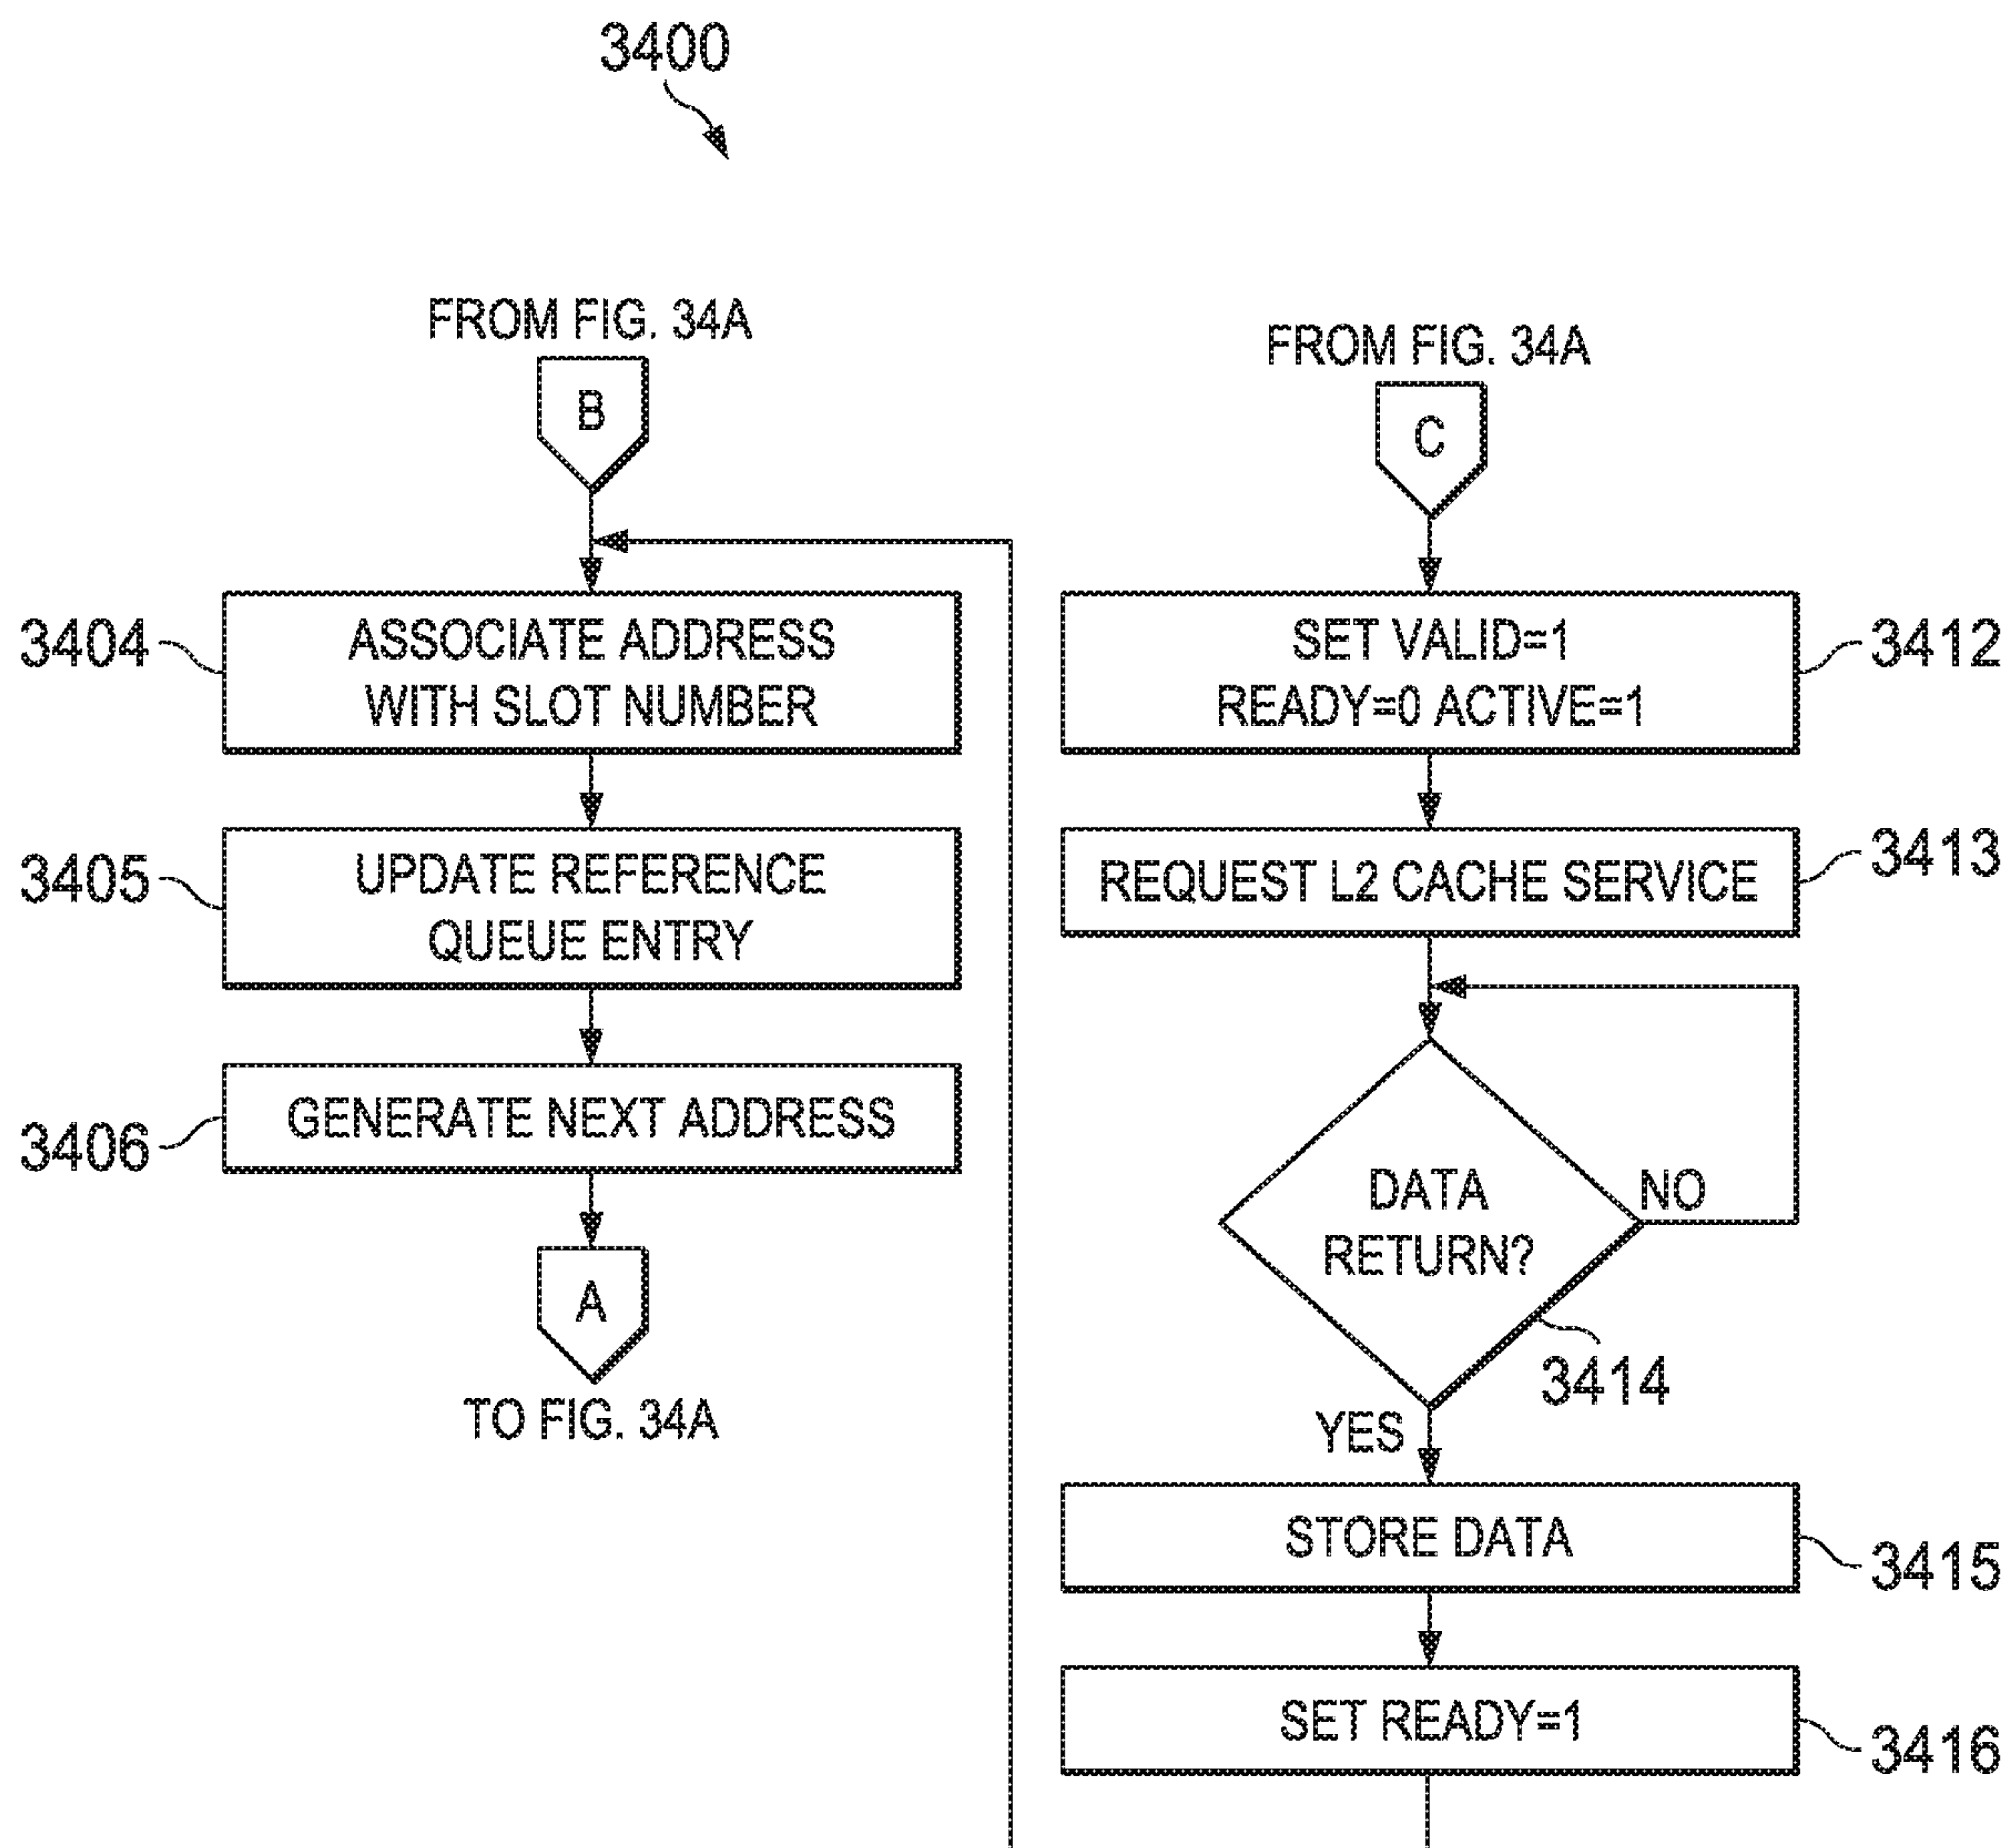 3400
FROM FIG. 34A
B
3404
ASSOCIATE ADDRESS
WITH SLOT NUMBER
3405
UPDATE REFERENCE
QUEUE ENTRY
3406
GENERATE NEXT ADDRESS
A
TO FIG. 34A
FROM FIG. 34A
C
SET VALID=1
READY=0 ACTIVE=1
3412
REQUEST L2 CACHE SERVICE
3413
DATA
RETURN?
NO
3414
YES
STORE DATA
3415
SET READY=1
3416